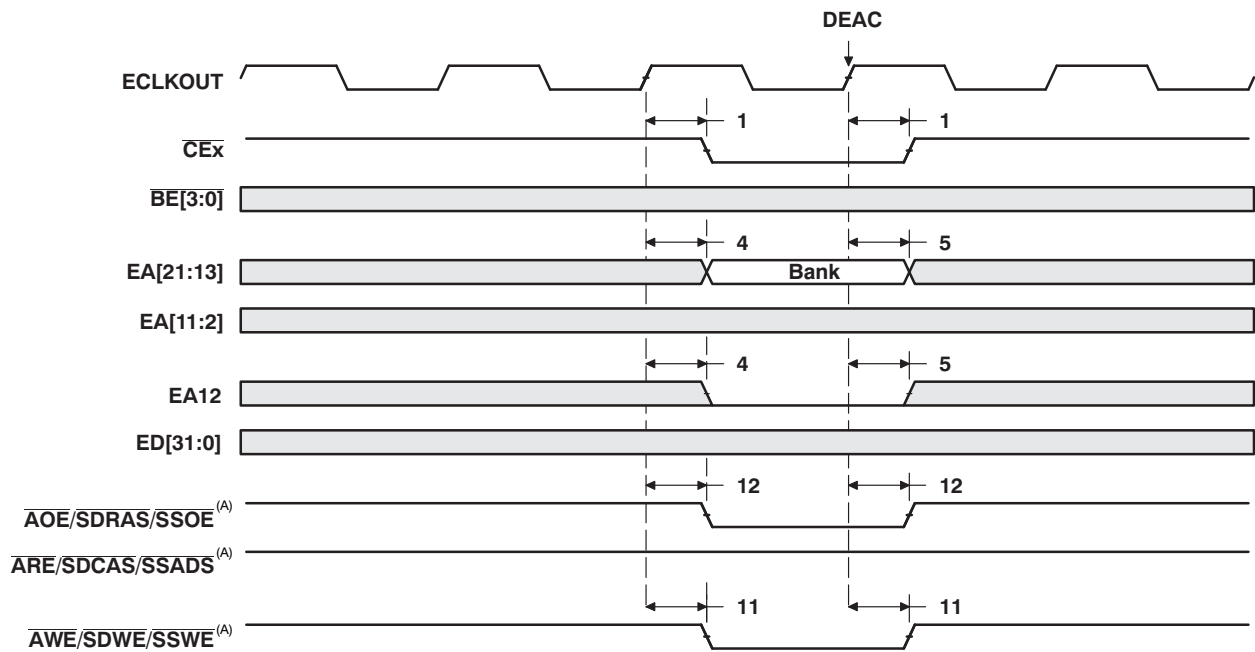 DEAC
ECLKOUT
1 1
CEx
BE[3:0]
4 5
EA[21:13] Bank
EA[11:2]
4 5
EA12
ED[31:0]
12 12
AOE/SDRAS/SSOE(A)
ARE/SDCAS/SSADS(A)
11 11
AWE/SDWE/SSWE(A)